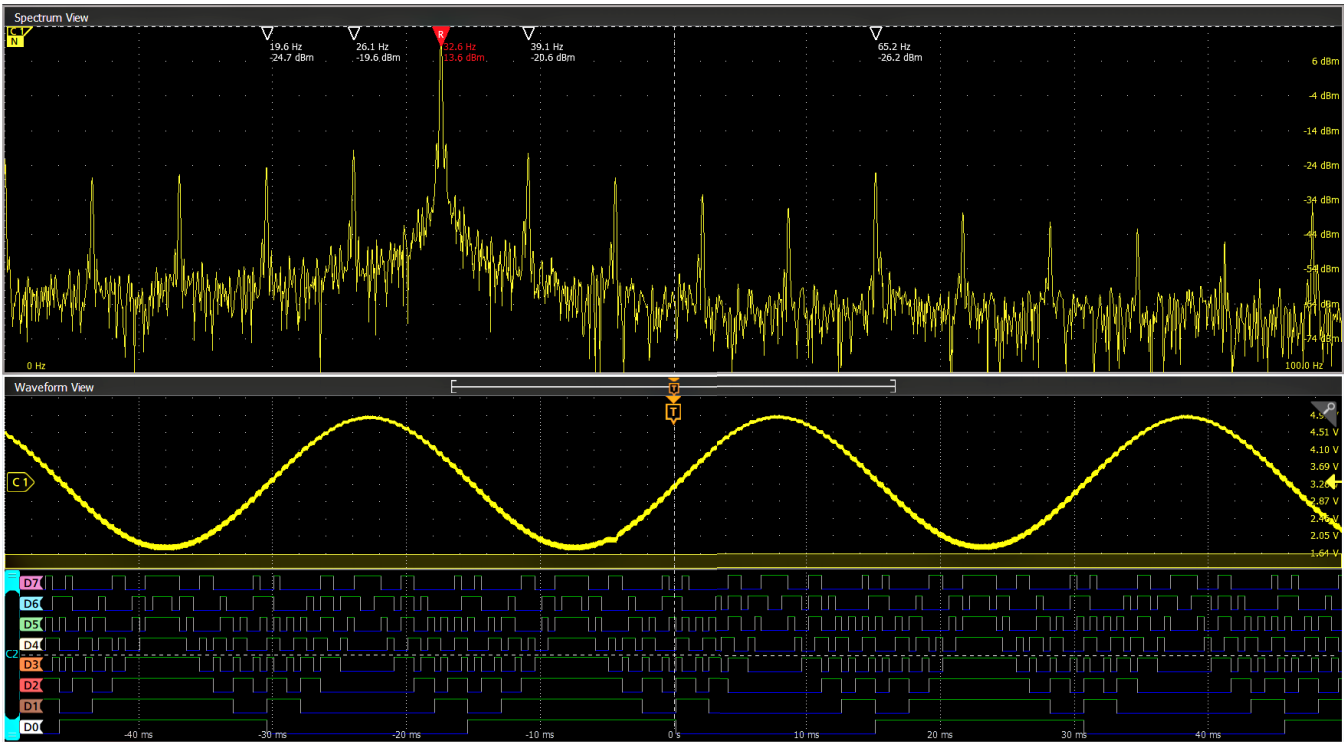 Spectrum View
C1
N
R
19.6 Hz
-24.7 dBm
26.1 Hz
-19.6 dBm
32.6 Hz
13.6 dBm
39.1 Hz
-20.6 dBm
65.2 Hz
-26.2 dBm
6 dBm
-4 dBm
-14 dBm
-24 dBm
-34 dBm
-44 dBm
-54 dBm
-64 dBm
-74 dBm
0 Hz
100.0 Hz
Waveform View
T
T
4.51 V
4.10 V
3.69 V
C1
2.05 V
1.64 V
D7
D6
D5
D4
C2
D3
D2
D1
D0
-40 ms
-30 ms
-20 ms
-10 ms
0 s
10 ms
20 ms
30 ms
40 ms